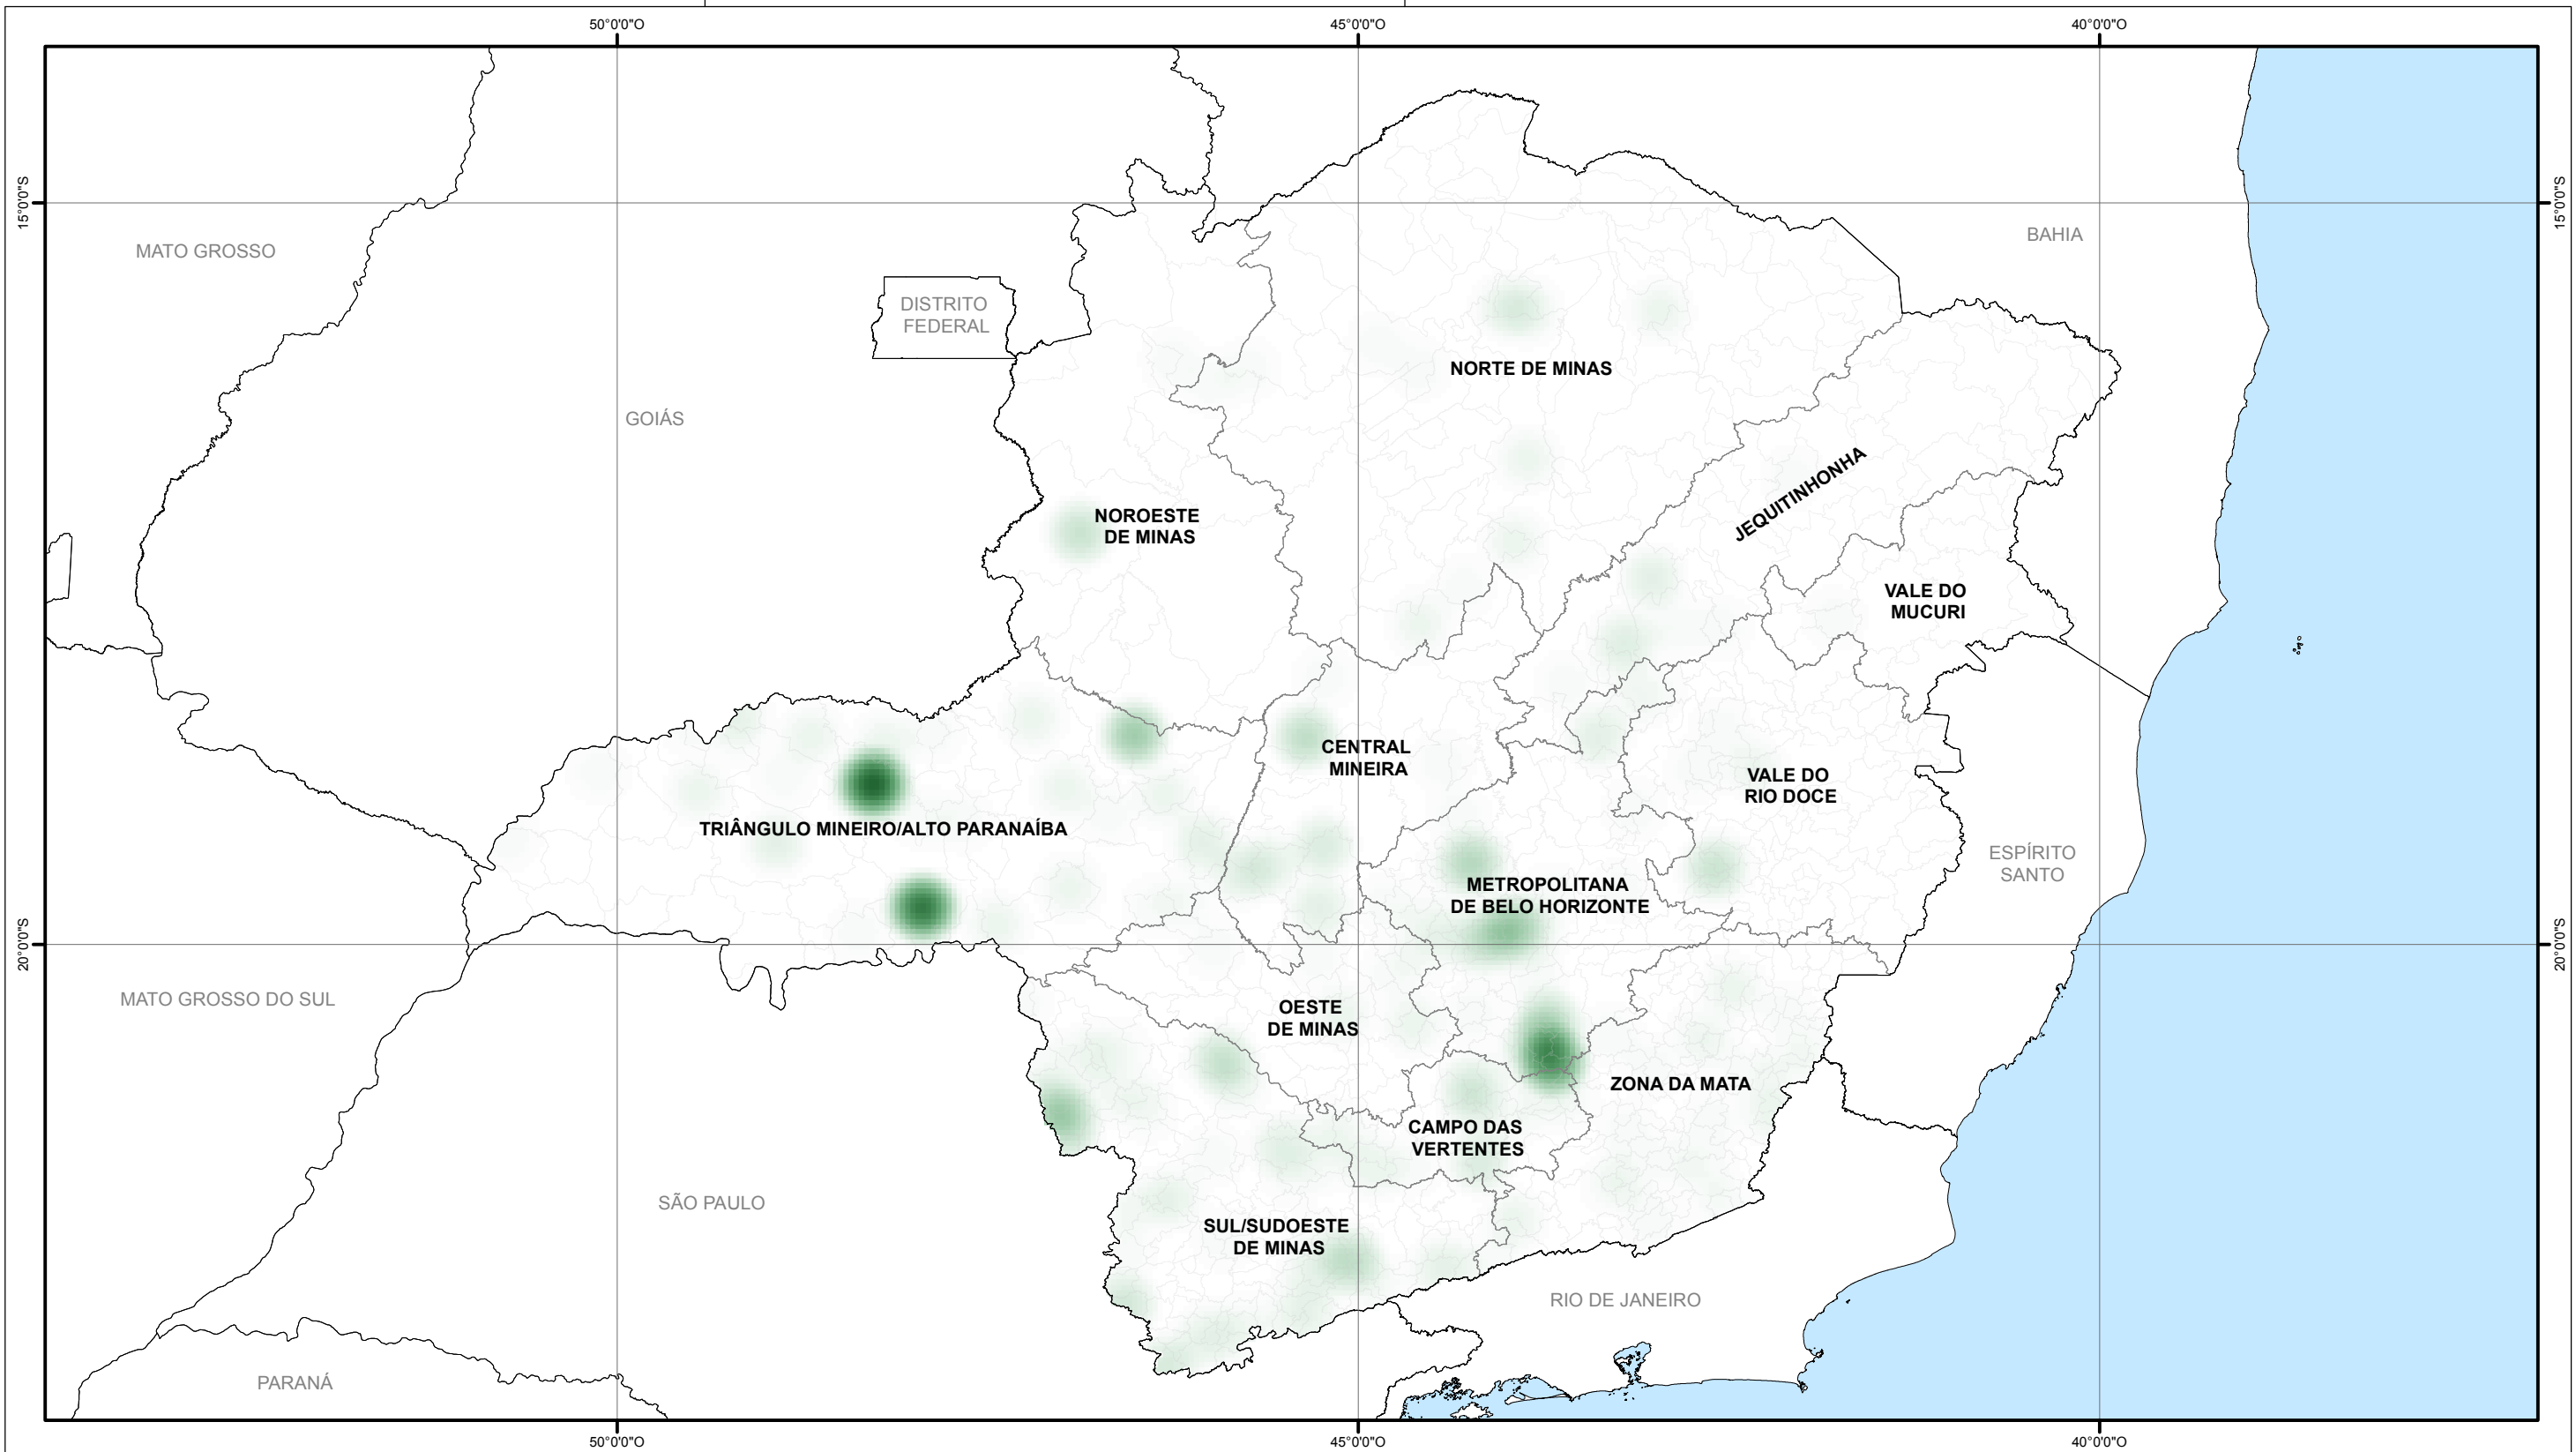 50°0'0"O
45°0'0"O
40°0'0"O
15°0'0"S
15°0'0"S
MATO GROSSO
BAHIA
DISTRITO
FEDERAL
NORTE DE MINAS
GOIÁS
JEQUITINHONHA
NOROESTE
DE MINAS
VALE DO
MUCURI
CENTRAL
MINEIRA
VALE DO
RIO DOCE
TRIÂNGULO MINEIRO/ALTO PARANAÍBA
ESPÍRITO
SANTO
METROPOLITANA
DE BELO HORIZONTE
20°0'0"S
20°0'0"S
MATO GROSSO DO SUL
OESTE
DE MINAS
ZONA DA MATA
CAMPO DAS
VERTENTES
SÃO PAULO
SUL/SUDOESTE
DE MINAS
RIO DE JANEIRO
PARANÁ
50°0'0"O
45°0'0"O
40°0'0"O